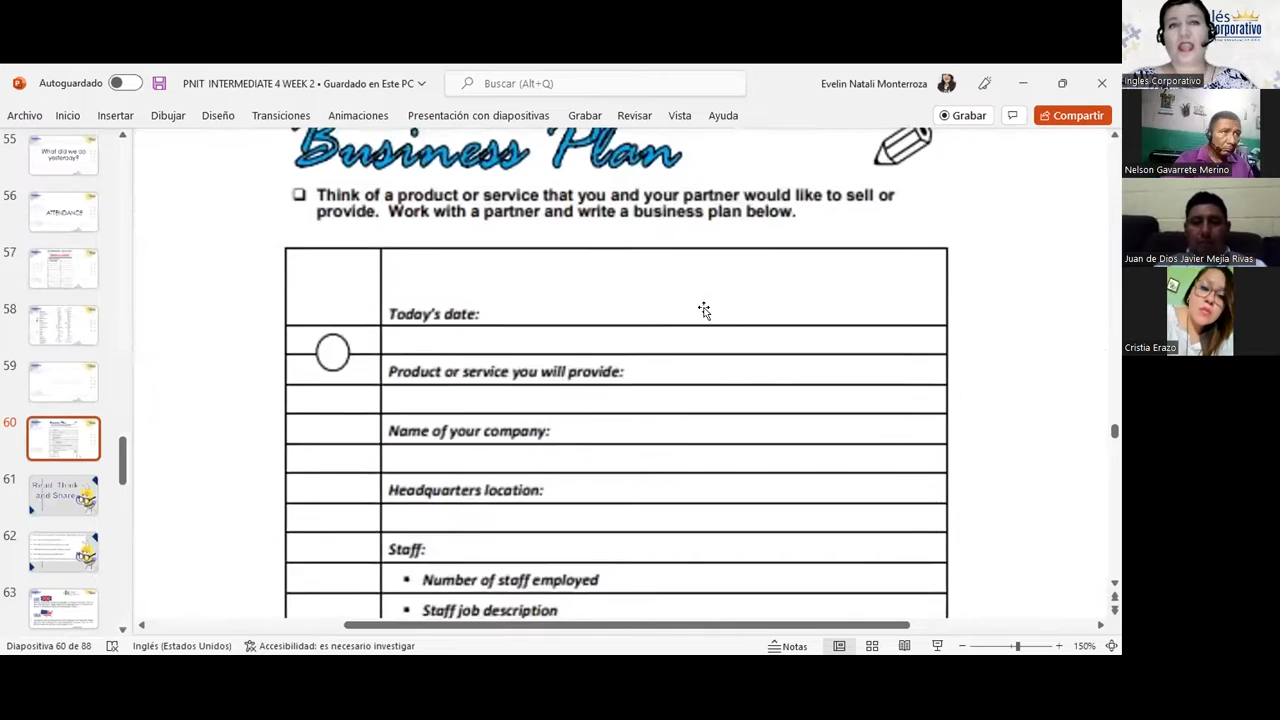 lés
orporativo
Ingles Corporativo
Autoguardado
PNIT INTERMEDIATE 4 WEEK 2 • Guardado en Este PC
Buscar (Alt+Q)
Evelin Natali Monterroza
Archivo Inicio Insertar Dibujar Diseño Transiciones Animaciones Presentación con diapositivas Grabar Revisar Vista Ayuda
Grabar
Compartir
Nelson Gavarrete Merino
Juan de Dios Javier Mejía Rivas
Cristia Erazo
55
What did we do
yesterday?
56
ATTENDANCE
57
58
59
60
61
Read, Think
and Share
62
63
Business Plan
Think of a product or service that you and your partner would like to sell or
provide. Work with a partner and write a business plan below.
Today's date:
Product or service you will provide:
Name of your company:
Headquarters location:
Staff:
▪ Number of staff employed
▪ Staff job description
Diapositiva 60 de 88
Inglés (Estados Unidos)
Accesibilidad: es necesario investigar
Notas
150%